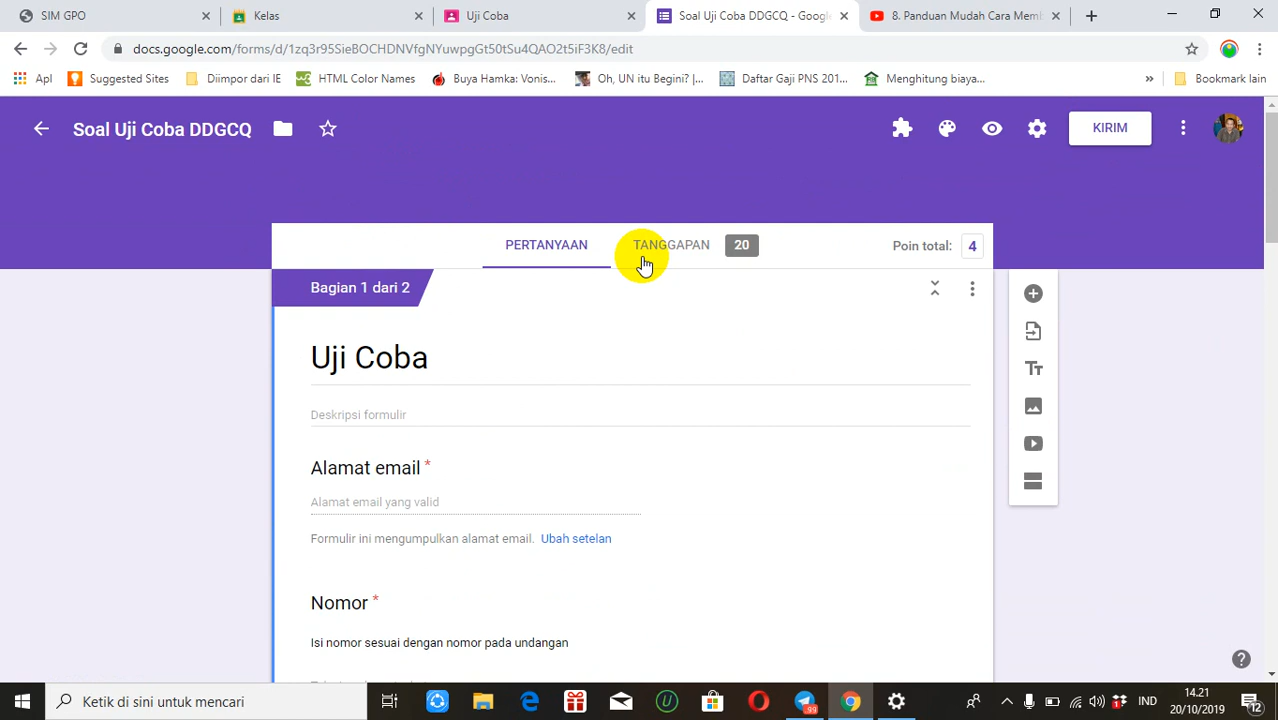 SIM GPO
Kelas
Uji Coba
Soal Uji Coba DDGCQ - Googl
8. Panduan Mudah Cara Memb
docs.google.com/forms/d/1zq3r95SieBOCHDNVfgNYuwpgGt50tSu4QAO2t5iF3K8/edit
Apl
Suggested Sites
Diimpor dari IE
HTML Color Names
Buya Hamka: Vonis...
Oh, UN itu Begini? |...
Daftar Gaji PNS 201...
Menghitung biaya...
»
Bookmark lain
Soal Uji Coba DDGCQ
KIRIM
PERTANYAAN
TANGGAPAN 20
Poin total: 4
Bagian 1 dari 2
Uji Coba
Deskripsi formulir
Alamat email *
Alamat email yang valid
Formulir ini mengumpulkan alamat email. Ubah setelan
Nomor *
Isi nomor sesuai dengan nomor pada undangan
Ketik di sini untuk mencari
99
IND
14.21
20/10/2019
12